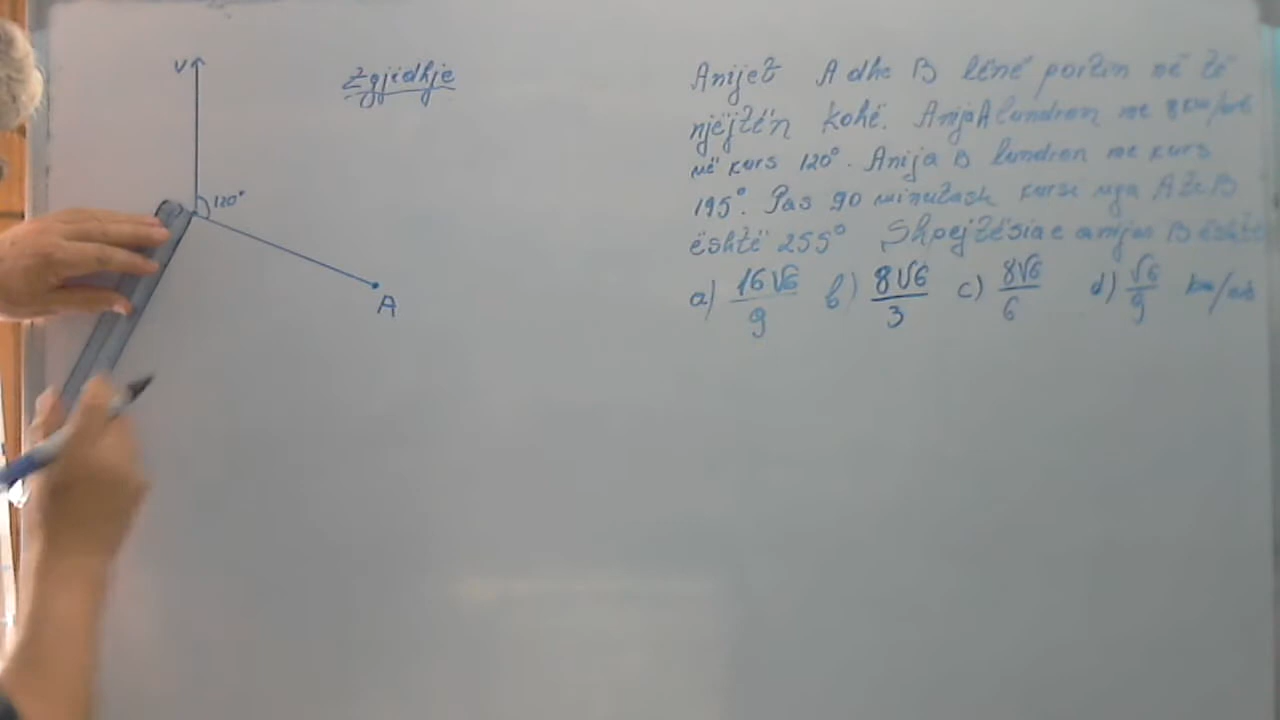 V
Zgjidhje
120°
A
Anijet A dhe B lënë portin në të
njëjtën kohë. Anija A lundron me 8 km/orë
në kurs 120°. Anija B lundron me kurs
195°. Pas 90 minutash kursi nga A te B
është 255° Shpejtësia e anijes B është
a) 16√6/9 b) 8√6/3 c) 8√6/6 d) √6/9 km/orë